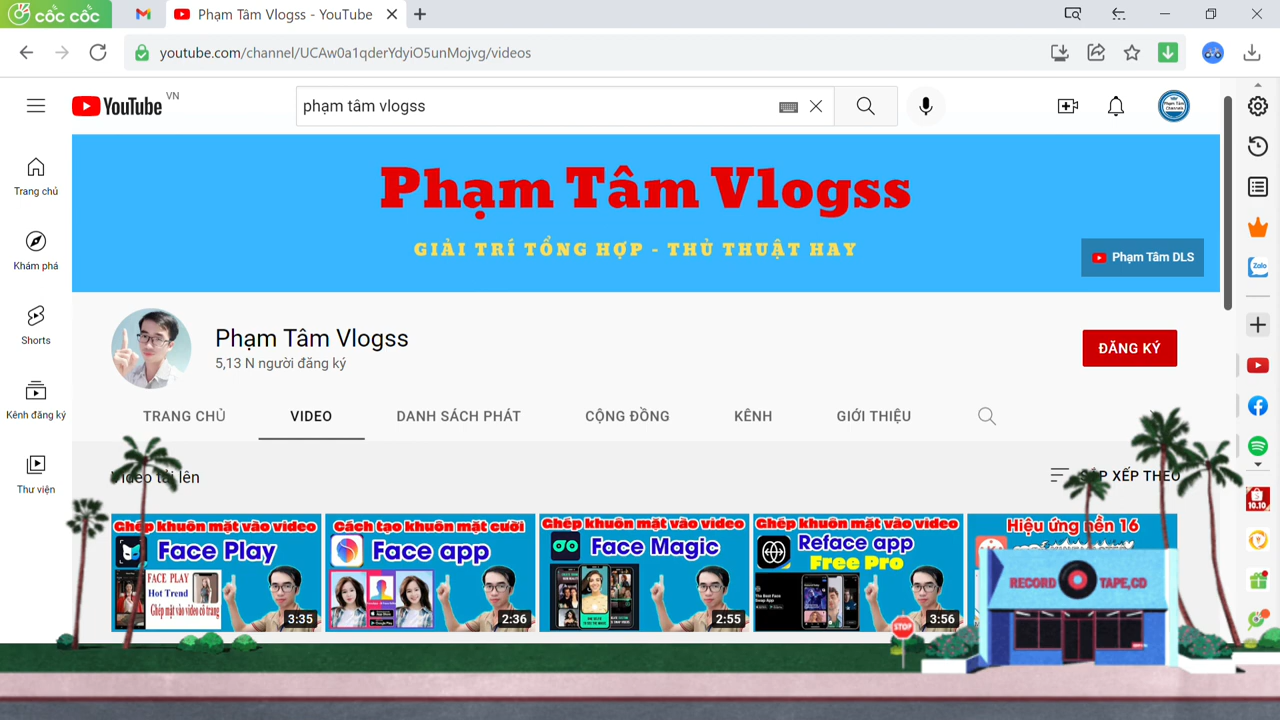 cốc cốc
Phạm Tâm Vlogss - YouTube
youtube.com/channel/UCAw0a1qderYdyiO5unMojvg/videos
YouTube VN
phạm tâm vlogss
Trang chủ
Khám phá
Shorts
Kênh đăng ký
Thư viện
Phạm Tâm Vlogss
GIẢI TRÍ TỔNG HỢP - THỦ THUẬT HAY
Phạm Tâm DLS
Phạm Tâm Vlogss
5,13 N người đăng ký
ĐĂNG KÝ
TRANG CHỦ
VIDEO
DANH SÁCH PHÁT
CỘNG ĐỒNG
KÊNH
GIỚI THIỆU
Video tải lên
SẮP XẾP THEO
Ghép khuôn mặt vào video
Face Play
FACE PLAY
Hot Trend
Ghép mặt vào video cổ trang
3:35
Cách tạo khuôn mặt cười
Face app
2:36
Ghép khuôn mặt vào video
Face Magic
2:55
Ghép khuôn mặt vào video
Reface app
Free Pro
3:56
Hiệu ứng nền 16
RECORD TAPE,CD
STOP
Zalo
10.10